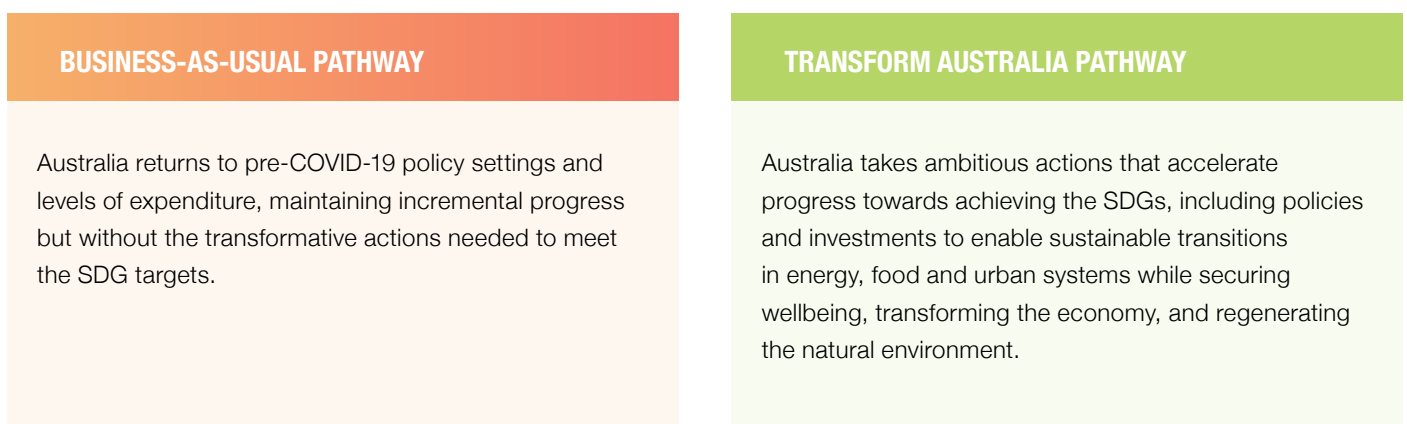 BUSINESS-AS-USUAL PATHWAY
Australia returns to pre-COVID-19 policy settings and
levels of expenditure, maintaining incremental progress
but without the transformative actions needed to meet
the SDG targets.
TRANSFORM AUSTRALIA PATHWAY
Australia takes ambitious actions that accelerate
progress towards achieving the SDGs, including policies
and investments to enable sustainable transitions
in energy, food and urban systems while securing
wellbeing, transforming the economy, and regenerating
the natural environment.